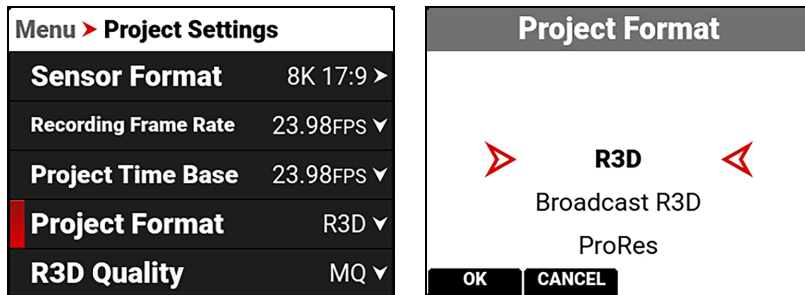 Menu > Project Settings
Sensor Format 8K 17:9 >
Recording Frame Rate 23.98FPS
Project Time Base 23.98FPS
Project Format R3D
R3D Quality MQ
Project Format
R3D
Broadcast R3D
ProRes
OK CANCEL